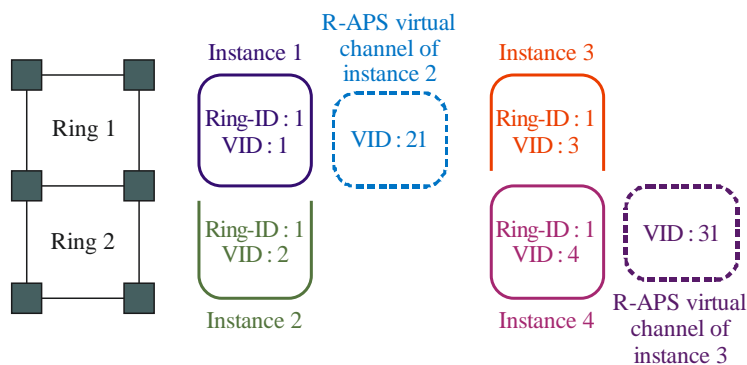 Ring 1
Ring 2
Instance 1
Ring-ID : 1
VID : 1
R-APS virtual
channel of
instance 2
VID : 21
Ring-ID : 1
VID : 2
Instance 2
Instance 3
Ring-ID : 1
VID : 3
Ring-ID : 1
VID : 4
Instance 4
VID : 31
R-APS virtual
channel of
instance 3